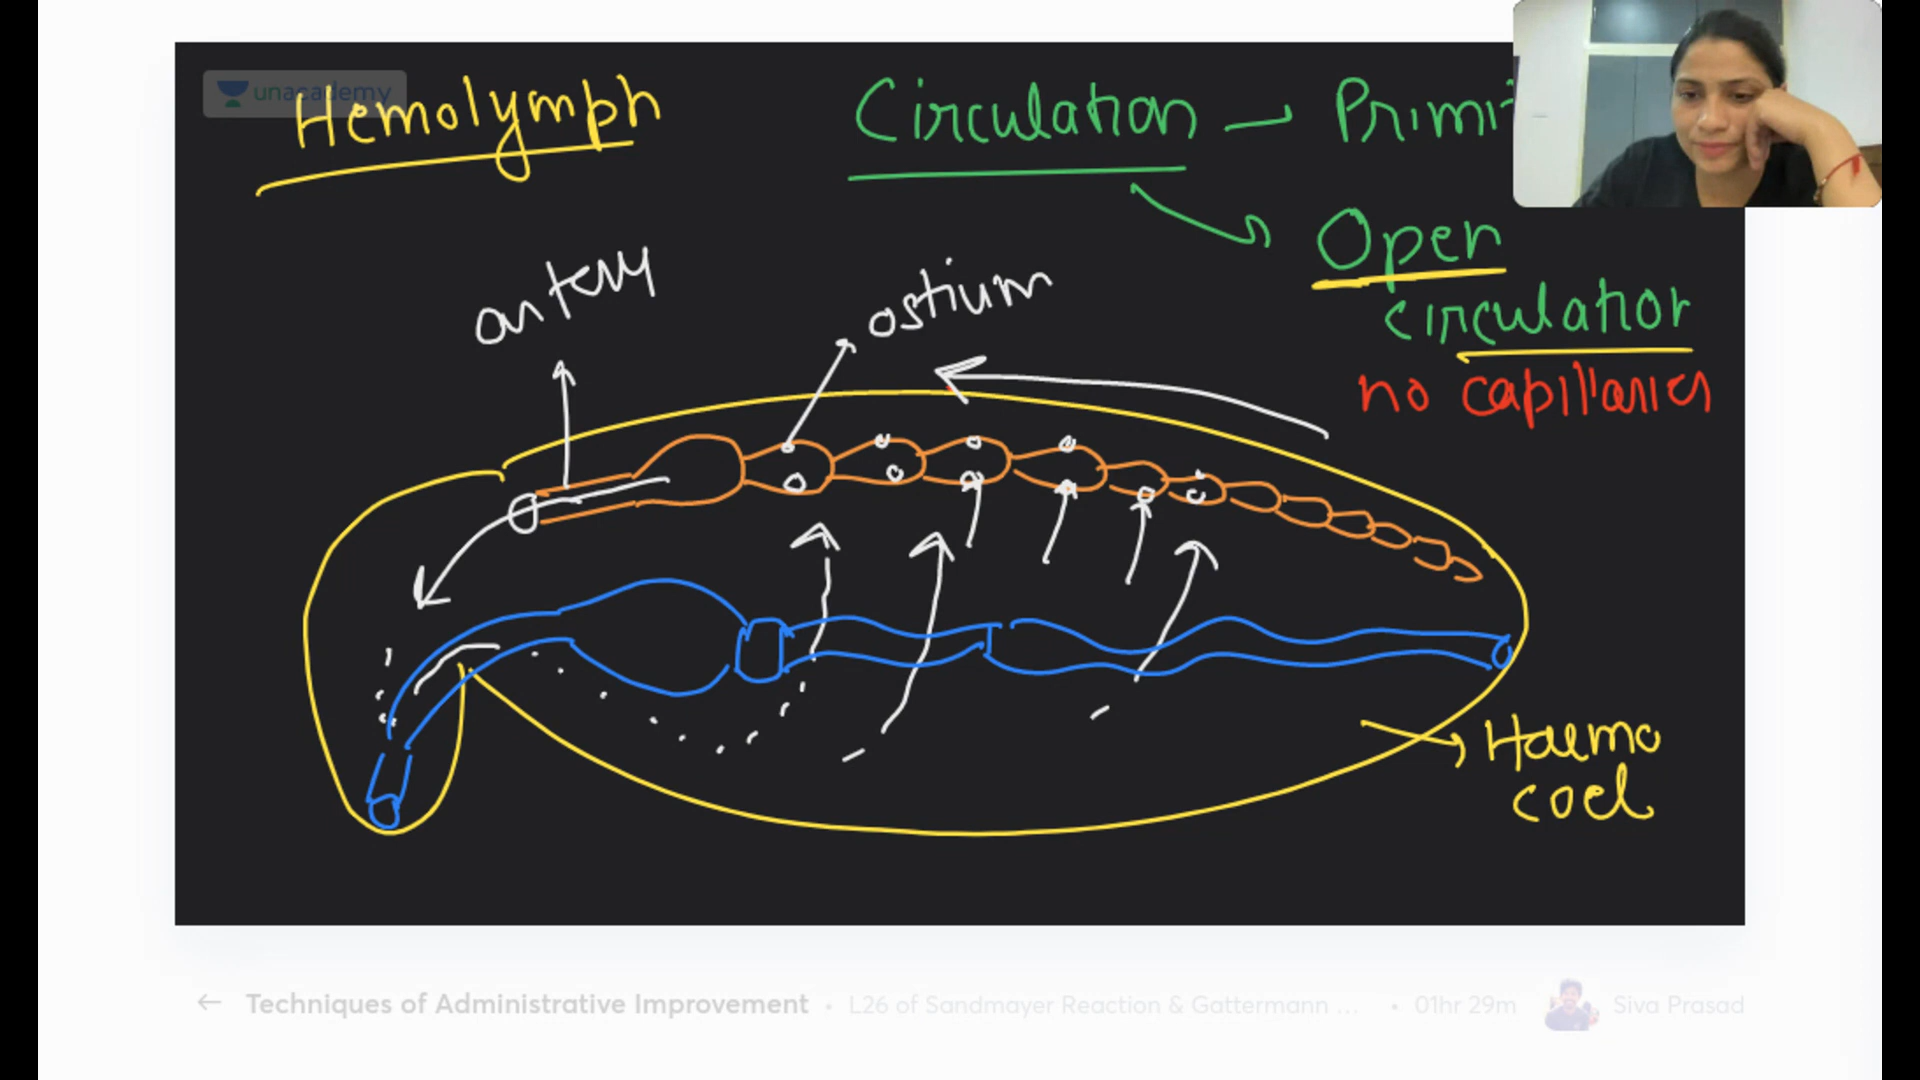 unacademy
Hemolymph
Circulation → Primi
Open
circulation
no capillaries
artery
ostium
Haemo
coel
← Techniques of Administrative Improvement • L26 of Sandmayer Reaction & Gattermann ... • 01hr 29m Siva Prasad